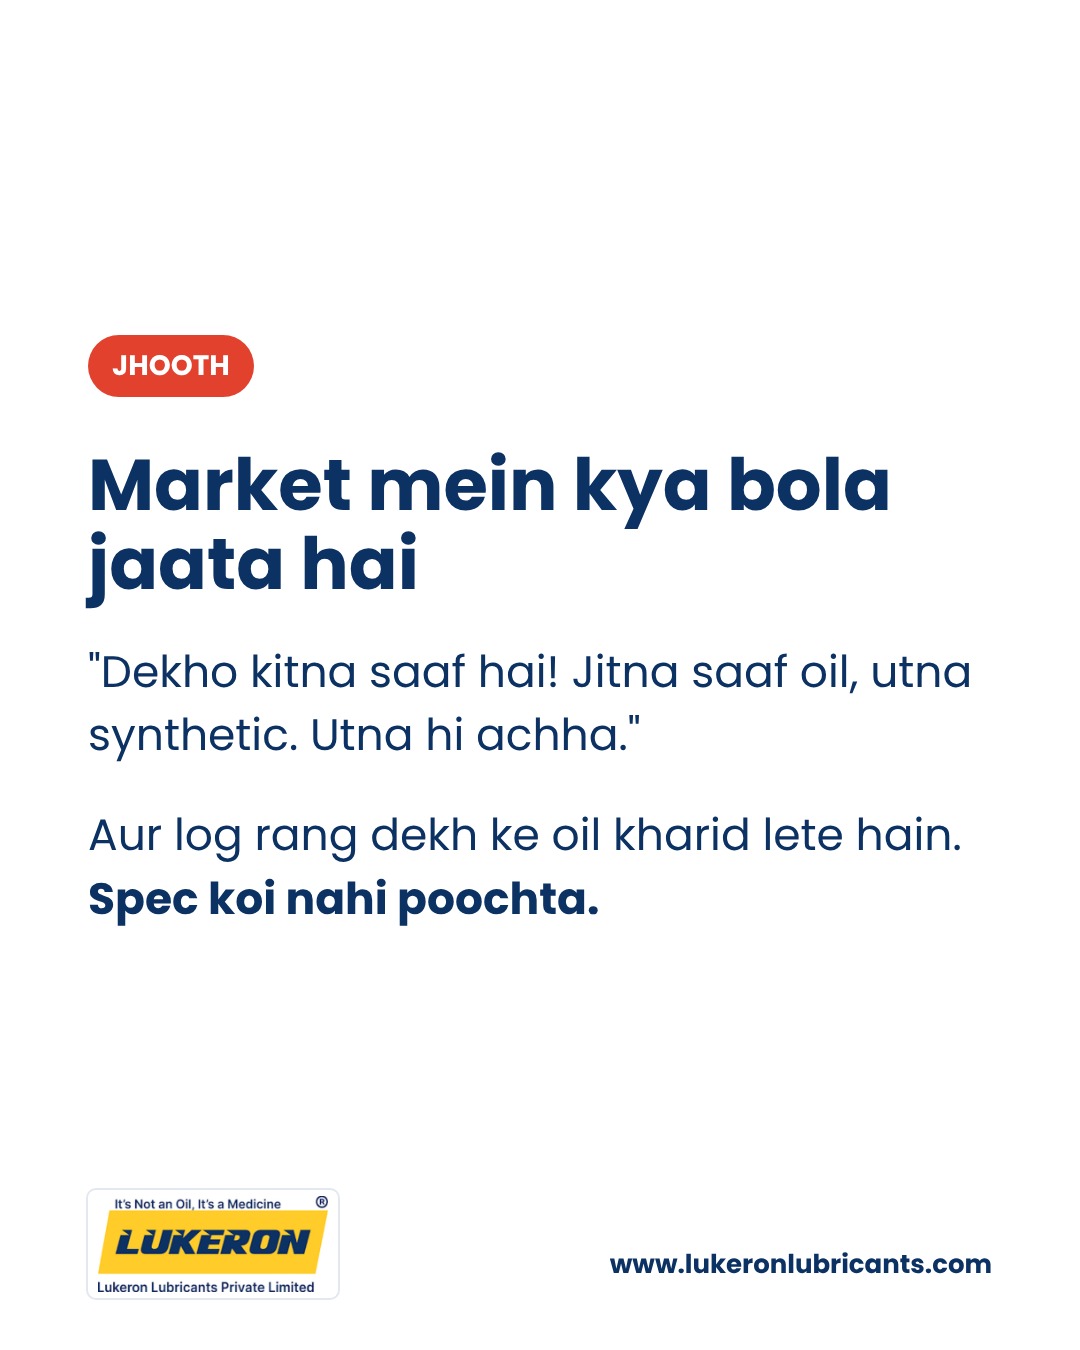 JHOOTH
Market mein kya bola
jaata hai
"Dekho kitna saaf hai! Jitna saaf oil, utna
synthetic. Utna hi achha."
Aur log rang dekh ke oil kharid lete hain.
Spec koi nahi poochta.
It's Not an Oil, It's a Medicine ®
LUKERON
Lukeron Lubricants Private Limited
www.lukeronlubricants.com